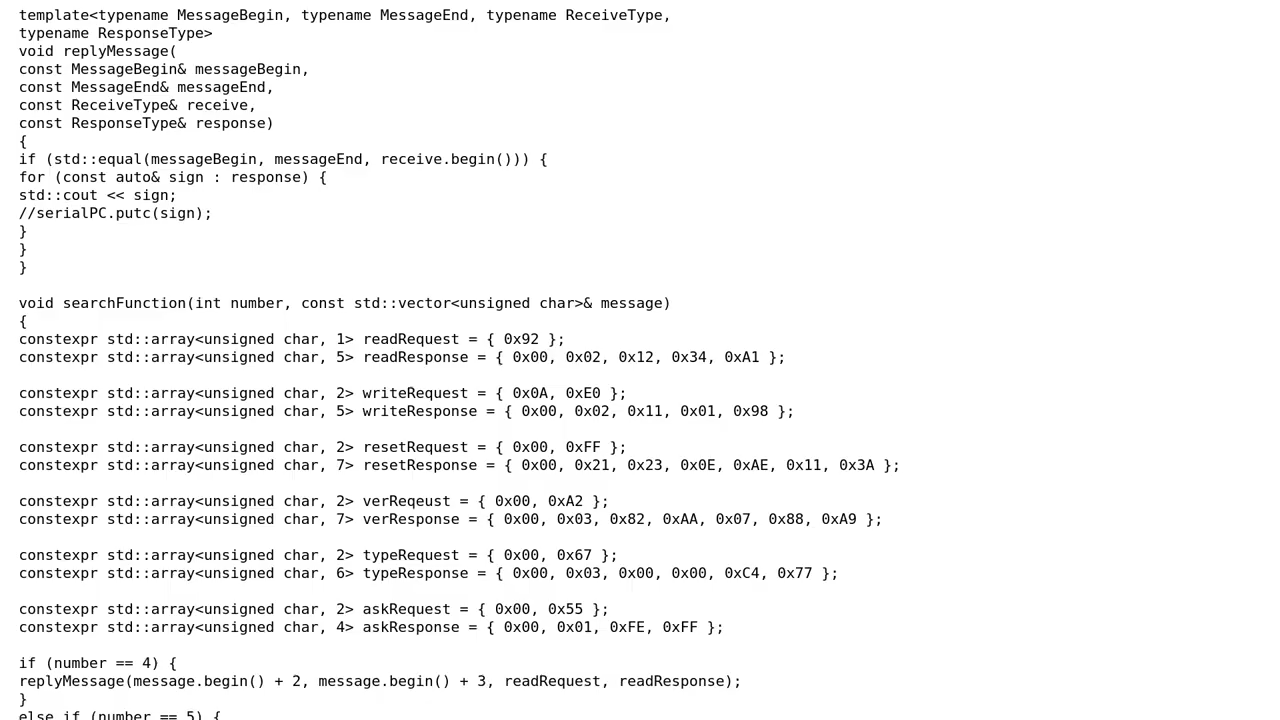 template<typename MessageBegin, typename MessageEnd, typename ReceiveType,
typename ResponseType>
void replyMessage(
const MessageBegin& messageBegin,
const MessageEnd& messageEnd,
const ReceiveType& receive,
const ResponseType& response)
{
if (std::equal(messageBegin, messageEnd, receive.begin())) {
for (const auto& sign : response) {
std::cout << sign;
//serialPC.putc(sign);
}
}
}

void searchFunction(int number, const std::vector<unsigned char>& message)
{
constexpr std::array<unsigned char, 1> readRequest = { 0x92 };
constexpr std::array<unsigned char, 5> readResponse = { 0x00, 0x02, 0x12, 0x34, 0xA1 };

constexpr std::array<unsigned char, 2> writeRequest = { 0x0A, 0xE0 };
constexpr std::array<unsigned char, 5> writeResponse = { 0x00, 0x02, 0x11, 0x01, 0x98 };

constexpr std::array<unsigned char, 2> resetRequest = { 0x00, 0xFF };
constexpr std::array<unsigned char, 7> resetResponse = { 0x00, 0x21, 0x23, 0x0E, 0xAE, 0x11, 0x3A };

constexpr std::array<unsigned char, 2> verReqeust = { 0x00, 0xA2 };
constexpr std::array<unsigned char, 7> verResponse = { 0x00, 0x03, 0x82, 0xAA, 0x07, 0x88, 0xA9 };

constexpr std::array<unsigned char, 2> typeRequest = { 0x00, 0x67 };
constexpr std::array<unsigned char, 6> typeResponse = { 0x00, 0x03, 0x00, 0x00, 0xC4, 0x77 };

constexpr std::array<unsigned char, 2> askRequest = { 0x00, 0x55 };
constexpr std::array<unsigned char, 4> askResponse = { 0x00, 0x01, 0xFE, 0xFF };

if (number == 4) {
replyMessage(message.begin() + 2, message.begin() + 3, readRequest, readResponse);
}
else if (number == 5) {